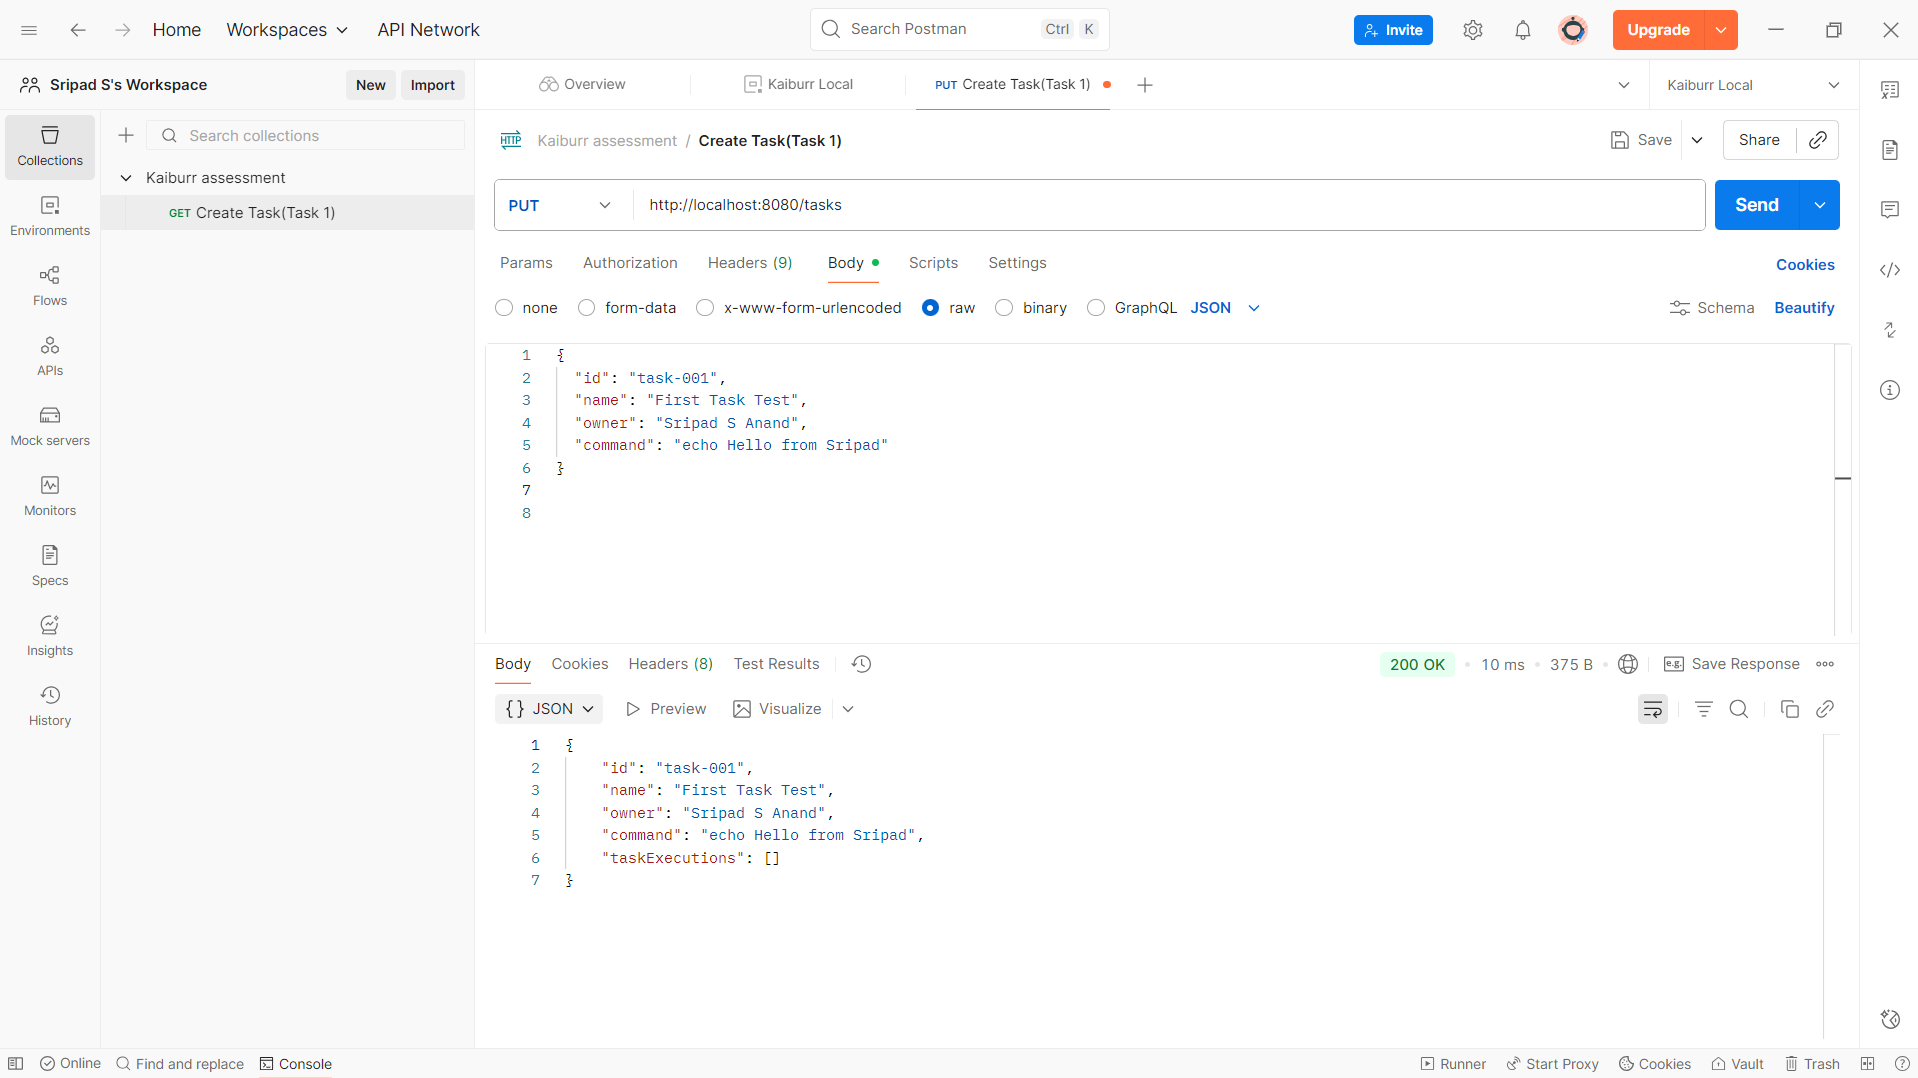 Home Workspaces API Network Search Postman Ctrl K Invite Upgrade
Sripad S's Workspace New Import Overview Kaiburr Local PUT Create Task(Task 1) Kaiburr Local
Collections
Environments
Flows
APIs
Mock servers
Monitors
Specs
Insights
History
Search collections
Kaiburr assessment
GET Create Task(Task 1)
HTTP Kaiburr assessment / Create Task(Task 1) Save Share
PUT http://localhost:8080/tasks Send
Params Authorization Headers (9) Body Scripts Settings Cookies
none form-data x-www-form-urlencoded raw binary GraphQL JSON Schema Beautify
1 {
2 "id": "task-001",
3 "name": "First Task Test",
4 "owner": "Sripad S Anand",
5 "command": "echo Hello from Sripad"
6 }
7
8
Body Cookies Headers (8) Test Results 200 OK 10 ms 375 B e.g. Save Response
{} JSON Preview Visualize
1 {
2 "id": "task-001",
3 "name": "First Task Test",
4 "owner": "Sripad S Anand",
5 "command": "echo Hello from Sripad",
6 "taskExecutions": []
7 }
Online Find and replace Console Runner Start Proxy Cookies Vault Trash